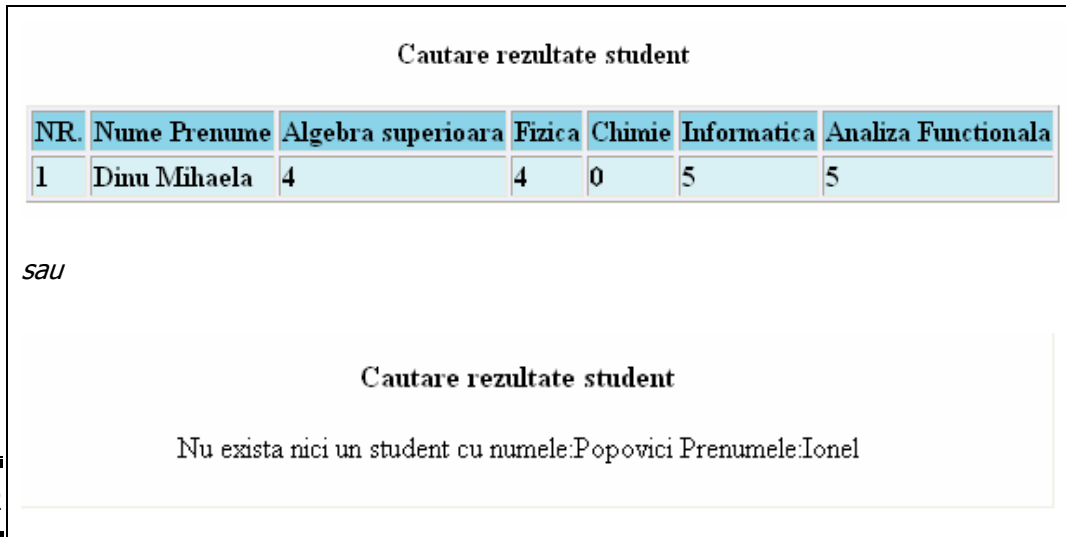 Cautare rezultate student
NR. Nume Prenume Algebra superioara Fizica Chimie Informatica Analiza Functionala
1 Dinu Mihaela 4 4 0 5 5
sau
Cautare rezultate student
Nu exista nici un student cu numele:Popovici Prenumele:Ionel